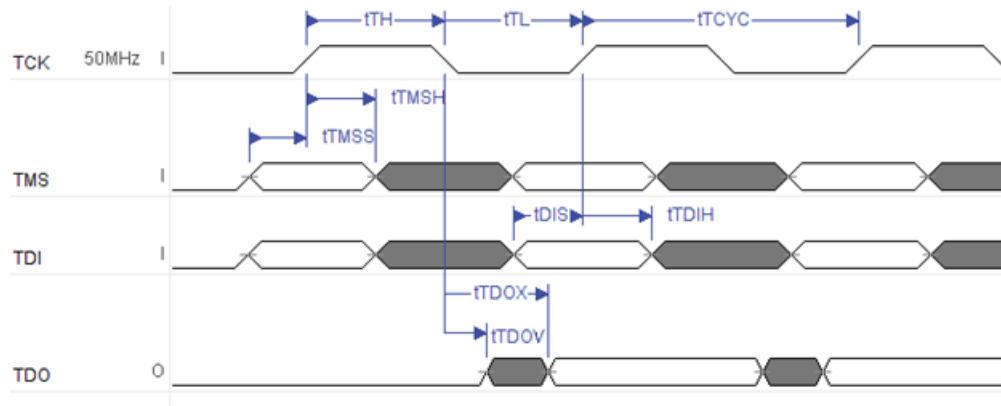 tTH tTL tTCYC
TCK 50MHz I
tTMSH
tTMSS
TMS I
tDIS tTDIH
TDI I
tTDOX
tTDOV
TDO O